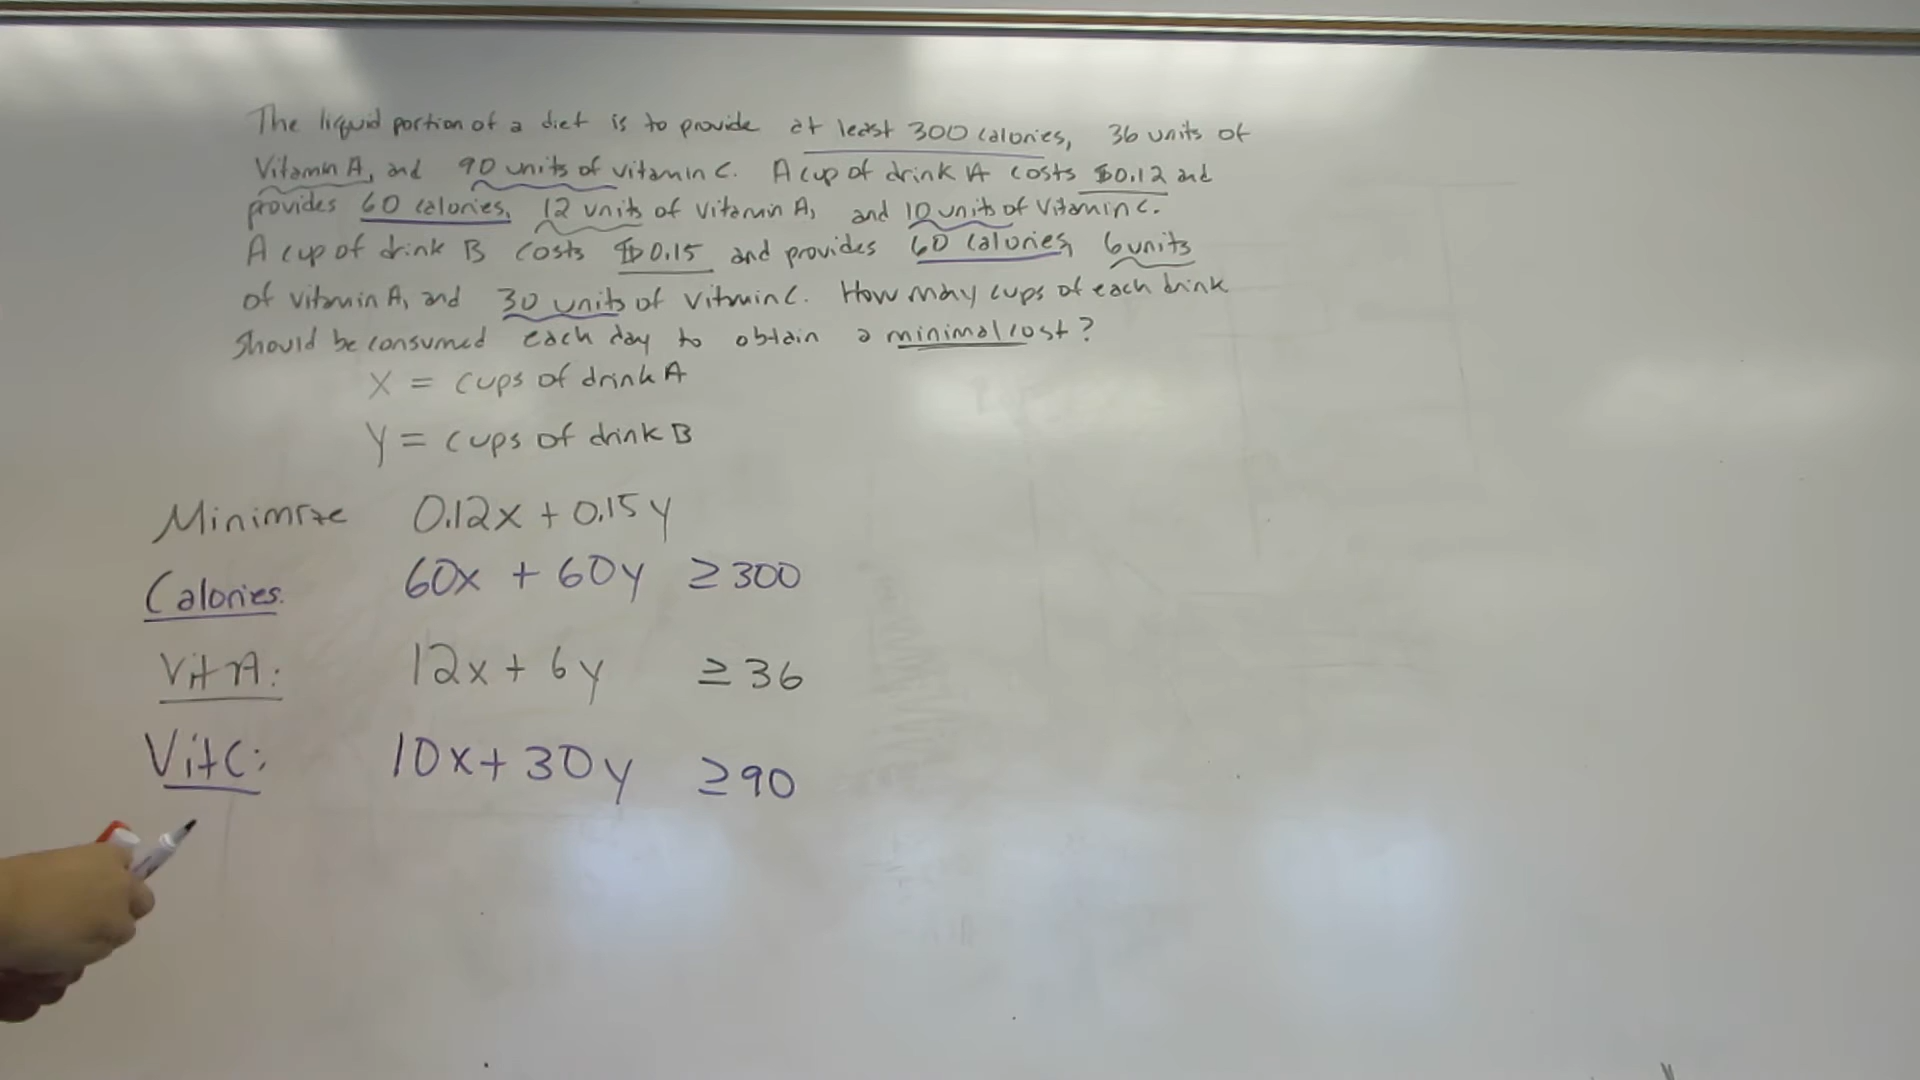 The liquid portion of a diet is to provide at least 300 calories, 36 units of
Vitamin A, and 90 units of vitamin C. A cup of drink A costs $0.12 and
provides 60 calories, 12 units of vitamin A, and 10 units of vitamin C.
A cup of drink B costs $0.15 and provides 60 calories, 6 units
of vitamin A, and 30 units of vitamin C. How may cups of each drink
should be consumed each day to obtain a minimal cost?
X = cups of drink A
Y = cups of drink B
Minimize 0.12x + 0.15y
Calories: 60x + 60y ≥ 300
Vit A: 12x + 6y ≥ 36
Vit C: 10x + 30y ≥ 90